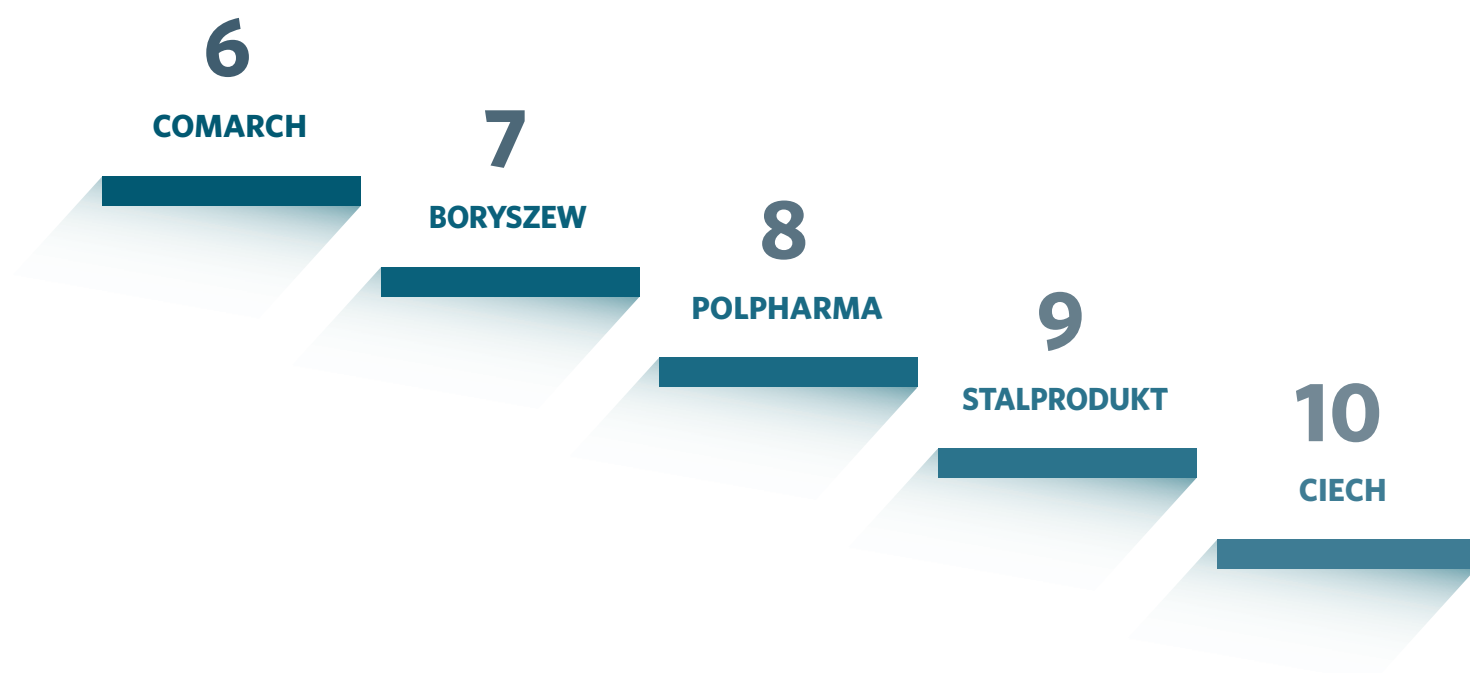 6
COMARCH
7
BORYSZEW
8
POLPHARMA
9
STALPRODUKT
10
CIECH